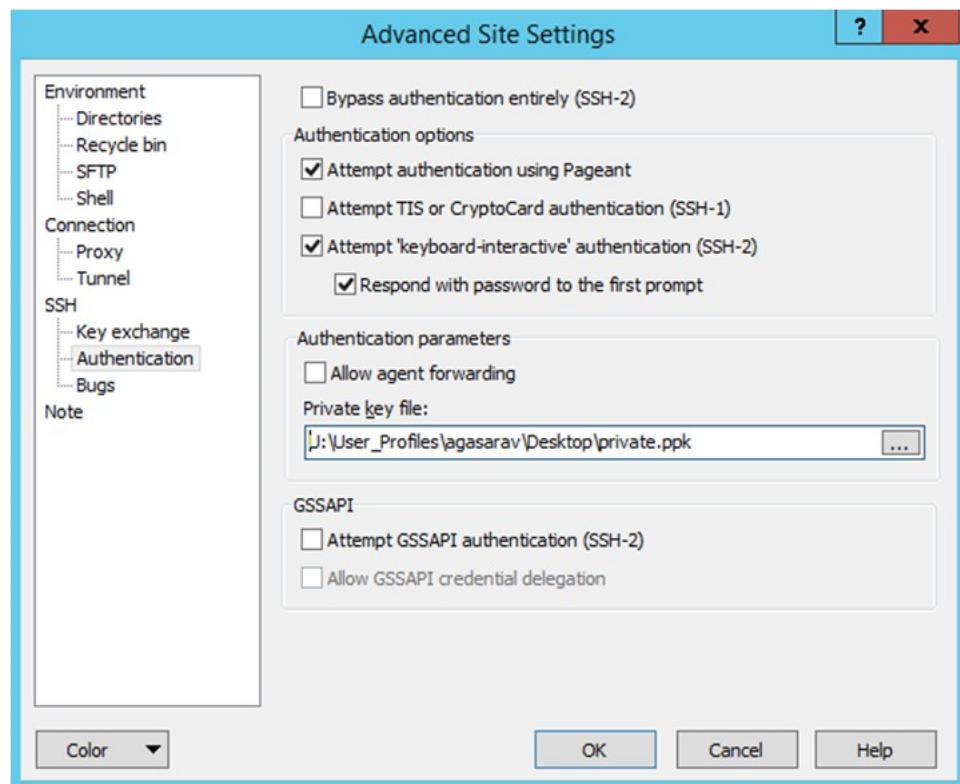 Advanced Site Settings
?
x
Environment
Directories
Recycle bin
SFTP
Shell
Connection
Proxy
Tunnel
SSH
Key exchange
Authentication
Bugs
Note
Bypass authentication entirely (SSH-2)
Authentication options
Attempt authentication using Pageant
Attempt TIS or CryptoCard authentication (SSH-1)
Attempt 'keyboard-interactive' authentication (SSH-2)
Respond with password to the first prompt
Authentication parameters
Allow agent forwarding
Private key file:
U:\User_Profiles\agasarav\Desktop\private.ppk
...
GSSAPI
Attempt GSSAPI authentication (SSH-2)
Allow GSSAPI credential delegation
Color
OK
Cancel
Help